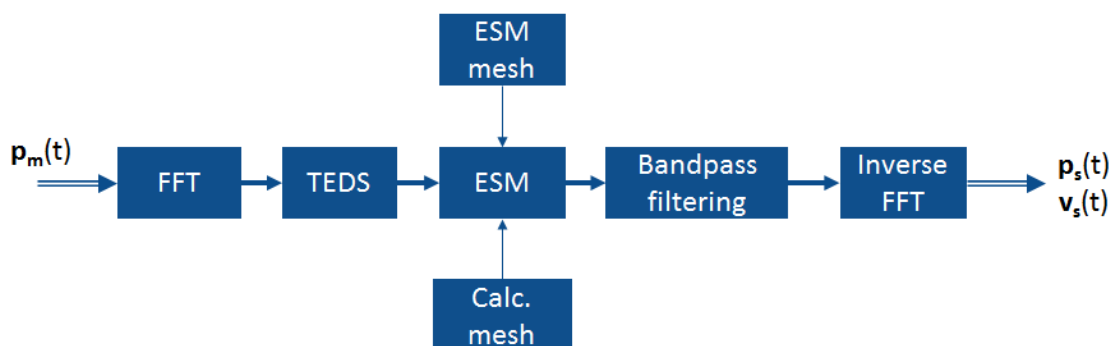 ESM
mesh
pm(t)
FFT
TEDS
ESM
Bandpass
filtering
Inverse
FFT
ps(t)
vs(t)
Calc.
mesh